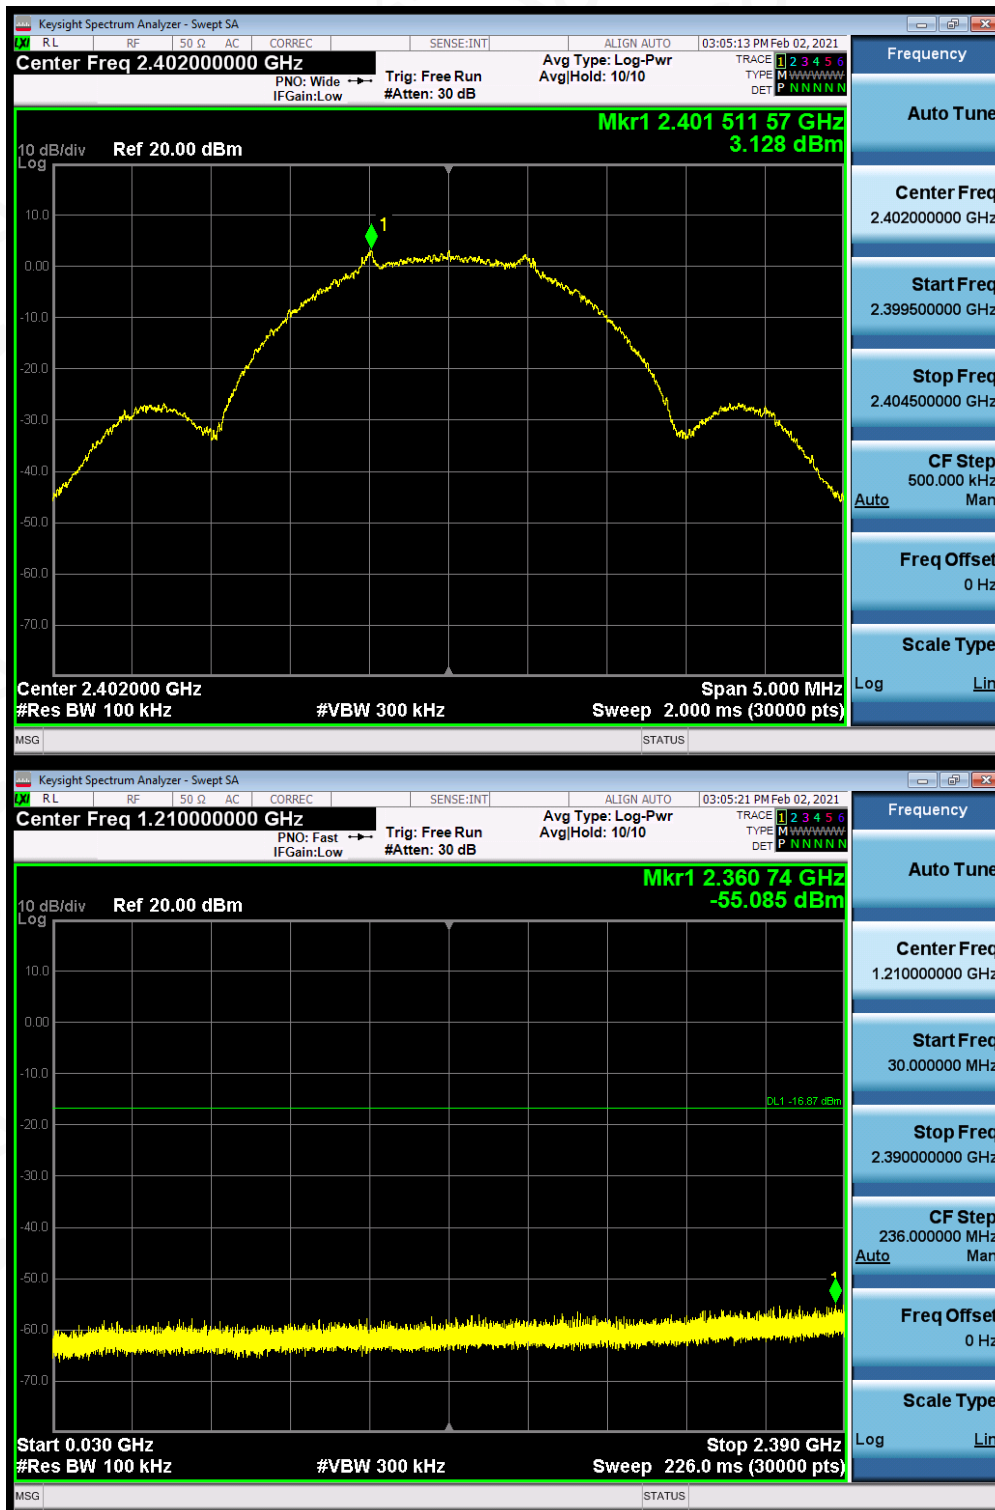 Keysight Spectrum Analyzer - Swept SA
LXI RL RF 50 Ω AC CORREC SENSE:INT ALIGN AUTO 03:05:13 PM Feb 02, 2021
Center Freq 2.402000000 GHz
PNO: Wide
IFGain:Low
Trig: Free Run
#Atten: 30 dB
Avg Type: Log-Pwr
Avg|Hold: 10/10
TRACE 1 2 3 4 5 6
TYPE M WWWWW
DET P N N N N N
Mkr1 2.401 511 57 GHz
3.128 dBm
10 dB/div Ref 20.00 dBm
Log
1
10.0
0.00
-10.0
-20.0
-30.0
-40.0
-50.0
-60.0
-70.0
Center 2.402000 GHz Span 5.000 MHz
#Res BW 100 kHz #VBW 300 kHz Sweep 2.000 ms (30000 pts)
MSG STATUS
Frequency
Auto Tune
Center Freq
2.402000000 GHz
Start Freq
2.399500000 GHz
Stop Freq
2.404500000 GHz
CF Step
500.000 kHz
Auto Man
Freq Offset
0 Hz
Scale Type
Log Lin
Keysight Spectrum Analyzer - Swept SA
LXI RL RF 50 Ω AC CORREC SENSE:INT ALIGN AUTO 03:05:21 PM Feb 02, 2021
Center Freq 1.210000000 GHz
PNO: Fast
IFGain:Low
Trig: Free Run
#Atten: 30 dB
Avg Type: Log-Pwr
Avg|Hold: 10/10
TRACE 1 2 3 4 5 6
TYPE M WWWWW
DET P N N N N N
Mkr1 2.360 74 GHz
-55.085 dBm
10 dB/div Ref 20.00 dBm
Log
10.0
0.00
-10.0
DL1 -16.87 dBm
-20.0
-30.0
-40.0
-50.0
1
-60.0
-70.0
Start 0.030 GHz Stop 2.390 GHz
#Res BW 100 kHz #VBW 300 kHz Sweep 226.0 ms (30000 pts)
MSG STATUS
Frequency
Auto Tune
Center Freq
1.210000000 GHz
Start Freq
30.000000 MHz
Stop Freq
2.390000000 GHz
CF Step
236.000000 MHz
Auto Man
Freq Offset
0 Hz
Scale Type
Log Lin